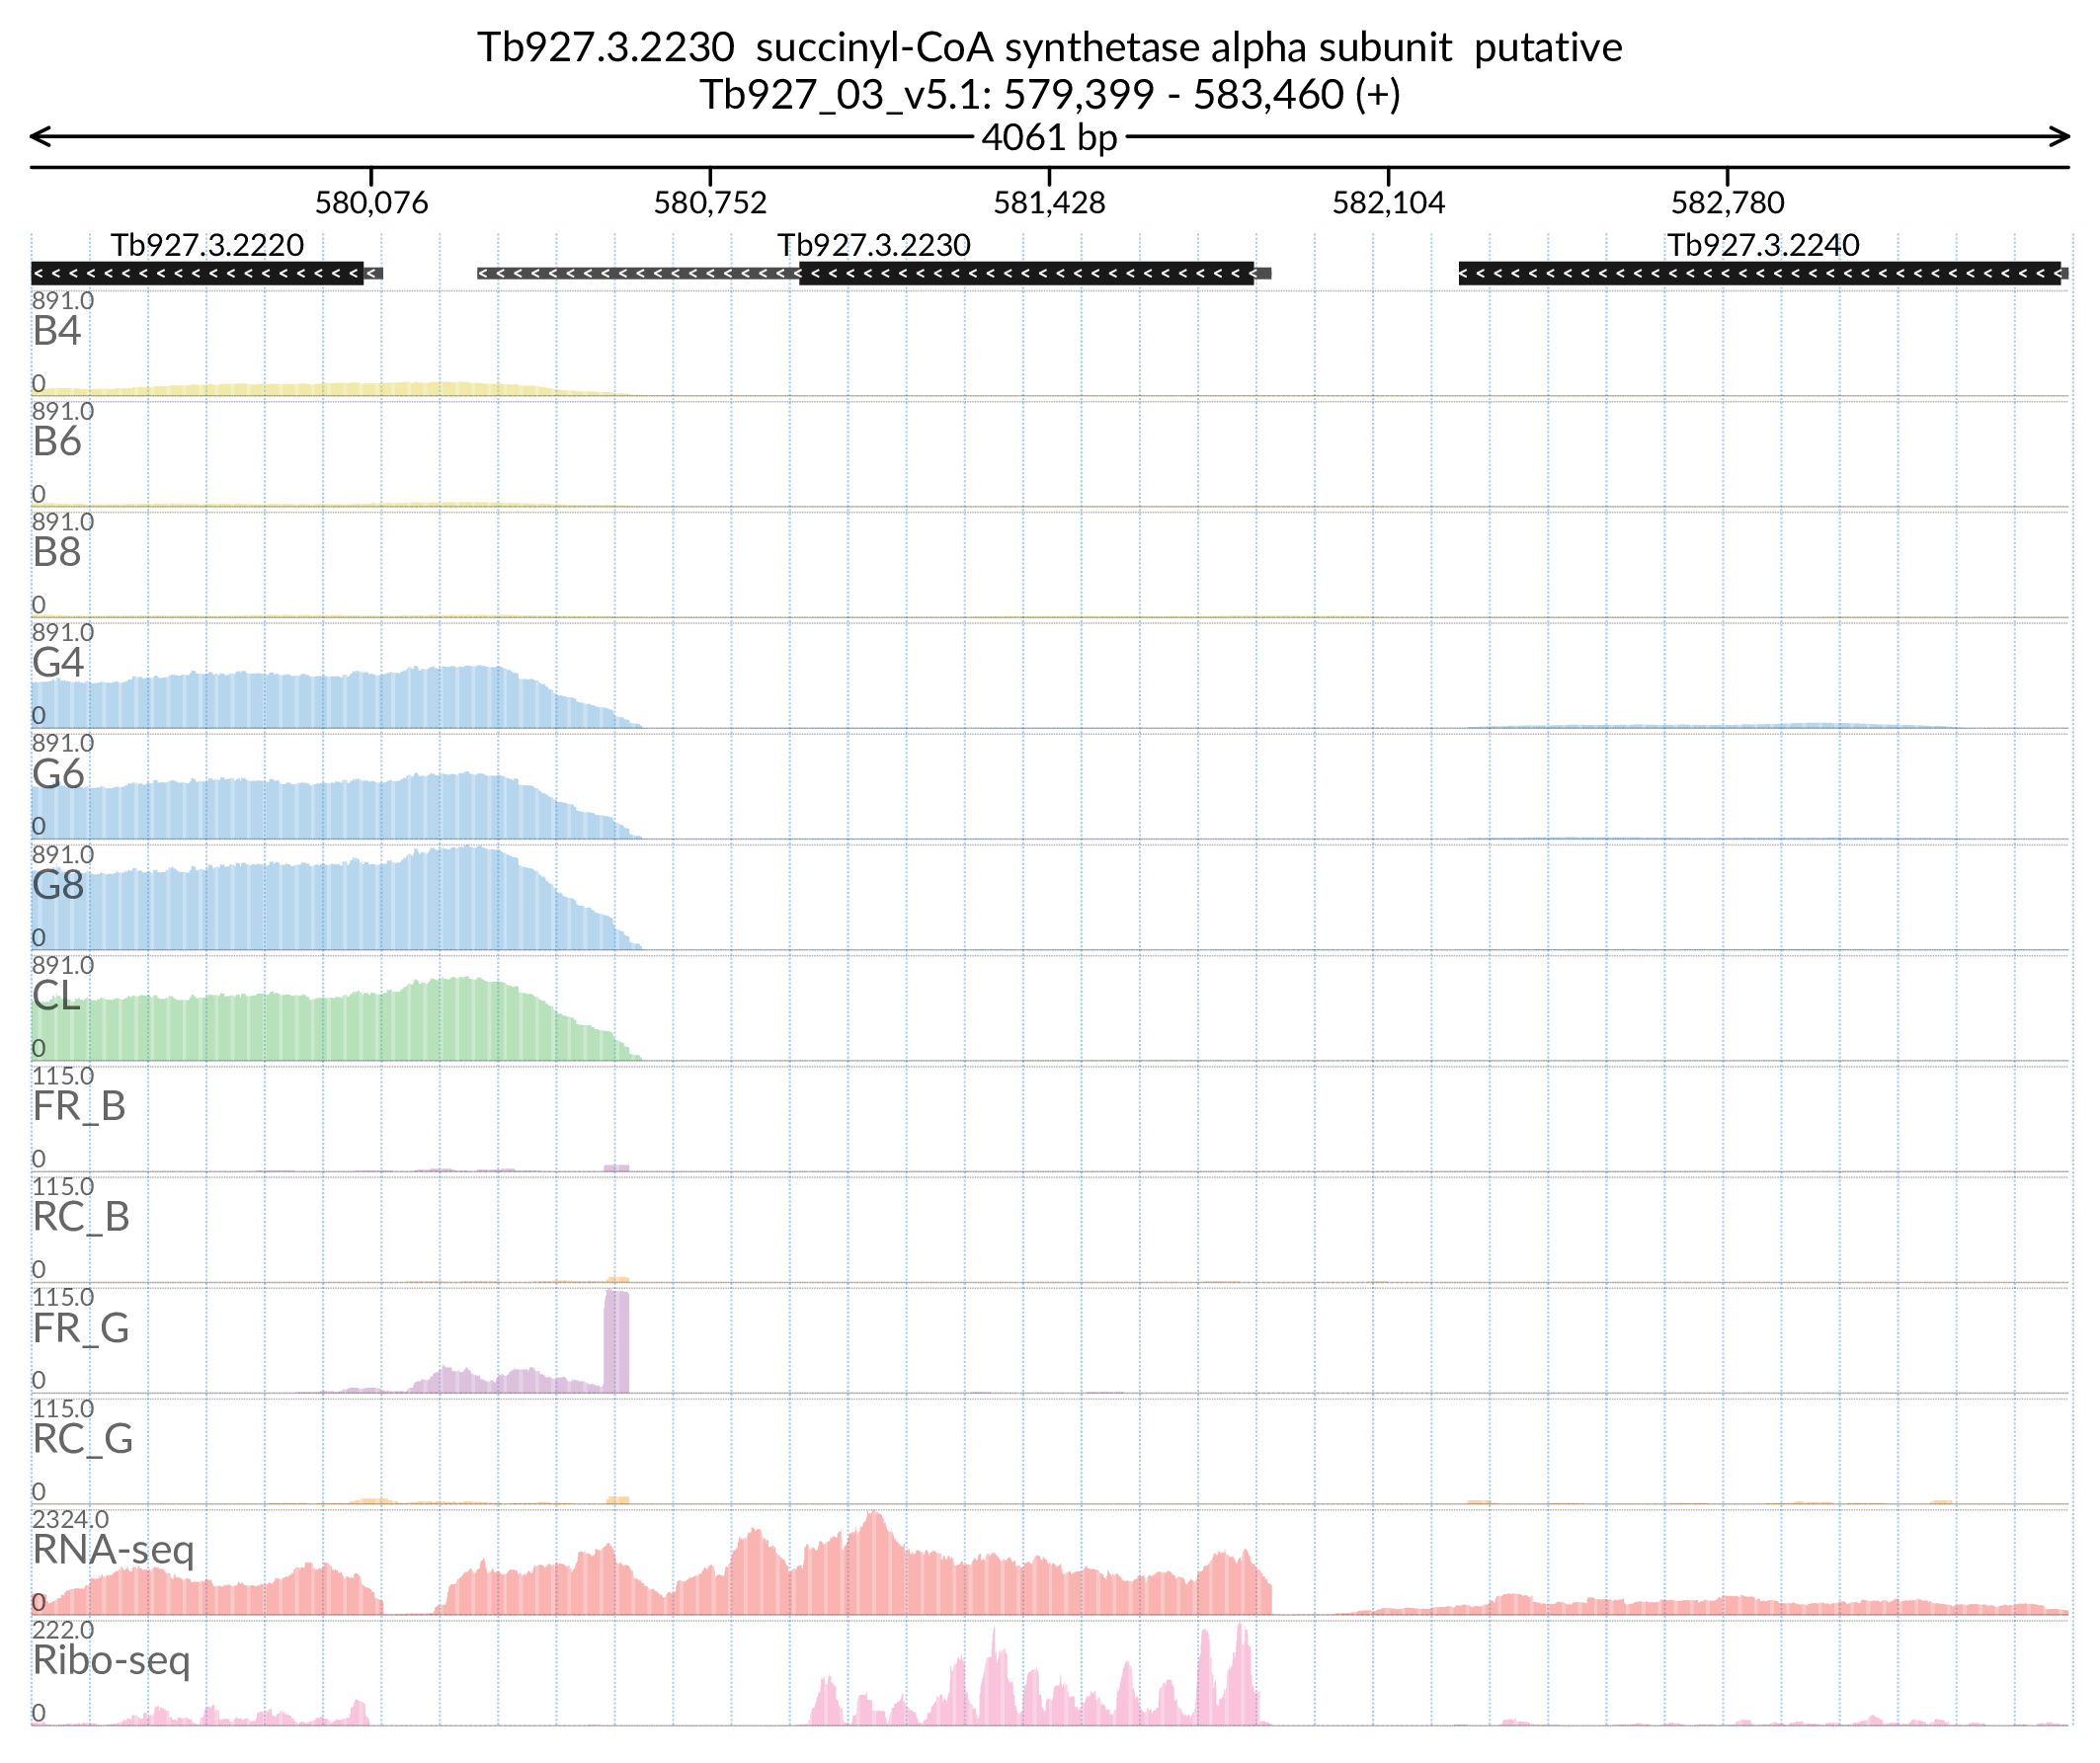 Tb927.3.2230  succinyl-CoA synthetase alpha subunit  putative
Tb927_03_v5.1: 579,399 - 583,460 (+)
4061 bp
580,076 580,752 581,428 582,104 582,780
Tb927.3.2220 Tb927.3.2230 Tb927.3.2240
891.0
B4
0
891.0
B6
0
891.0
B8
0
891.0
G4
0
891.0
G6
0
891.0
G8
0
891.0
CL
0
115.0
FR_B
0
115.0
RC_B
0
115.0
FR_G
0
115.0
RC_G
0
2324.0
RNA-seq
0
222.0
Ribo-seq
0